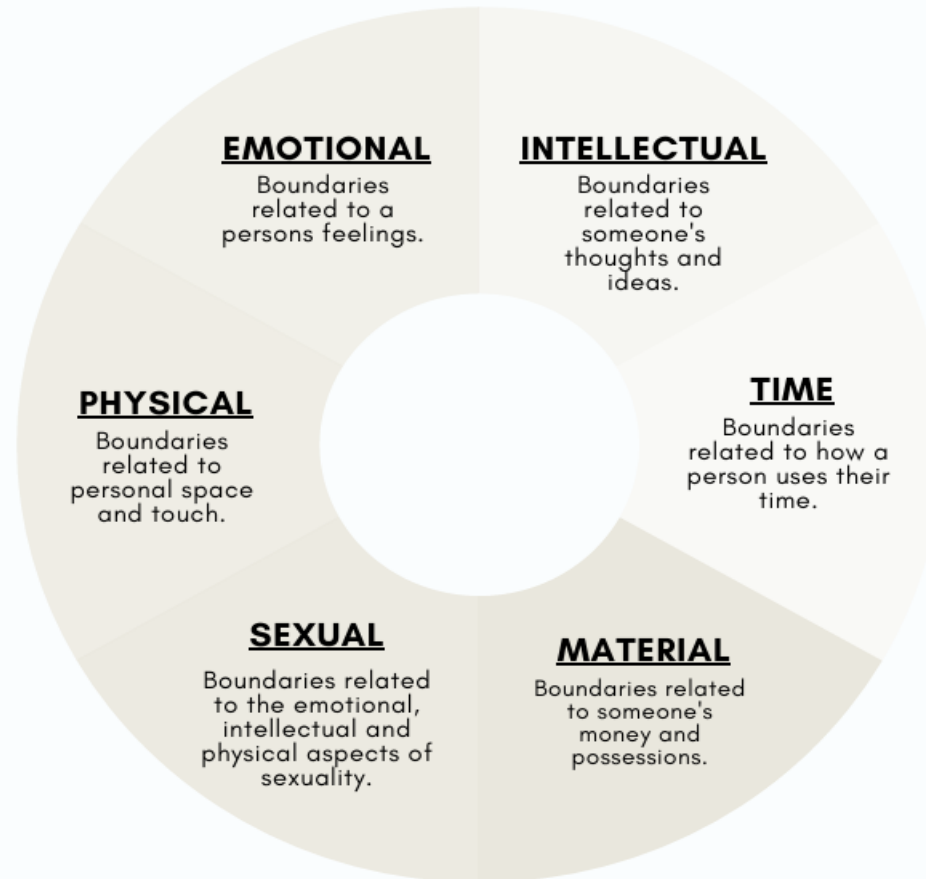 EMOTIONAL
Boundaries
related to a
persons feelings.
INTELLECTUAL
Boundaries
related to
someone's
thoughts and
ideas.
TIME
Boundaries
related to how a
person uses their
time.
MATERIAL
Boundaries related
to someone's
money and
possessions.
SEXUAL
Boundaries related
to the emotional,
intellectual and
physical aspects of
sexuality.
PHYSICAL
Boundaries
related to
personal space
and touch.